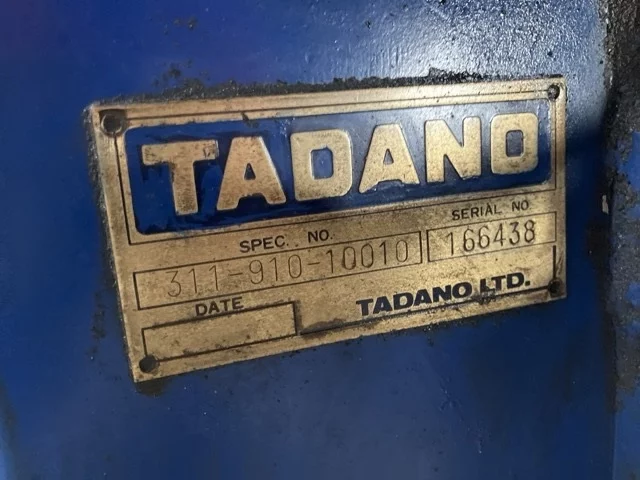 TADANO
SPEC. NO. SERIAL NO
311-910-10010 166438
DATE
TADANO LTD.